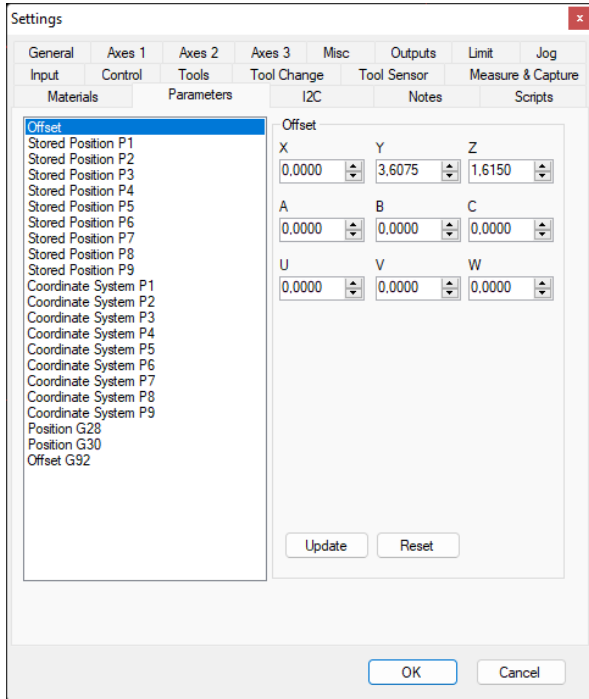 Settings
x
General Axes 1 Axes 2 Axes 3 Misc Outputs Limit Jog
Input Control Tools Tool Change Tool Sensor Measure & Capture
Materials Parameters I2C Notes Scripts
Offset
Stored Position P1
Stored Position P2
Stored Position P3
Stored Position P4
Stored Position P5
Stored Position P6
Stored Position P7
Stored Position P8
Stored Position P9
Coordinate System P1
Coordinate System P2
Coordinate System P3
Coordinate System P4
Coordinate System P5
Coordinate System P6
Coordinate System P7
Coordinate System P8
Coordinate System P9
Position G28
Position G30
Offset G92
Offset
X Y Z
0,0000 3,6075 1,6150
A B C
0,0000 0,0000 0,0000
U V W
0,0000 0,0000 0,0000
Update Reset
OK Cancel